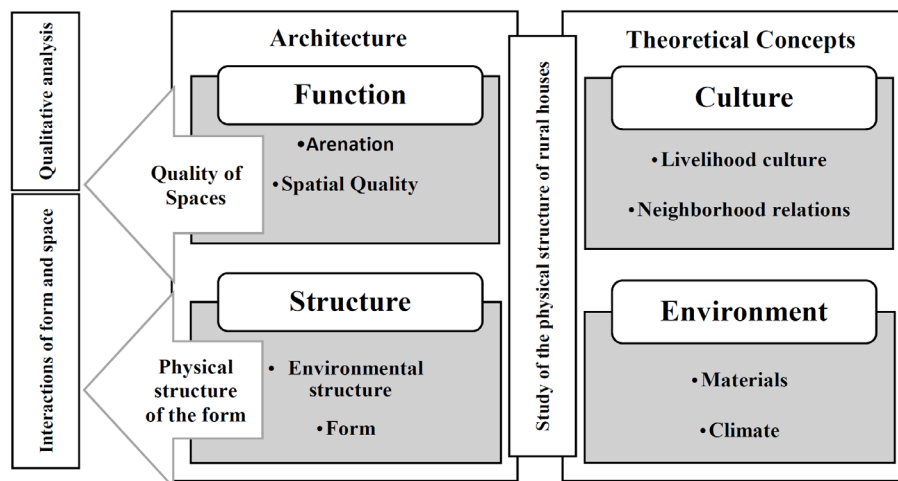 Qualitative analysis
Interactions of form and space
Architecture
Function
•Arenation
•Spatial Quality
Quality of
Spaces
Structure
• Environmental
structure
•Form
Physical
structure
of the form
Study of the physical structure of rural houses
Theoretical Concepts
Culture
•Livelihood culture
•Neighborhood relations
Environment
•Materials
•Climate